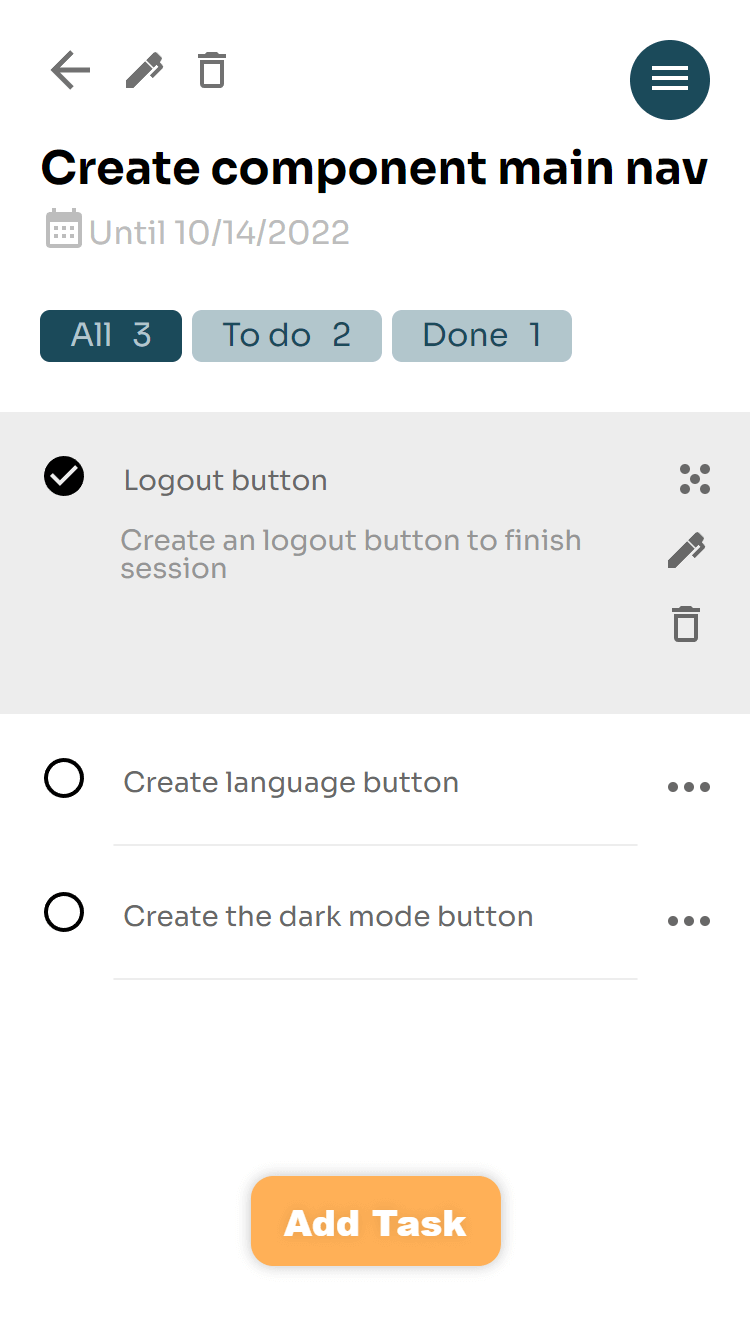 Create component main nav
Until 10/14/2022
All 3 To do 2 Done 1
Logout button
Create an logout button to finish
session
Create language button
Create the dark mode button
Add Task